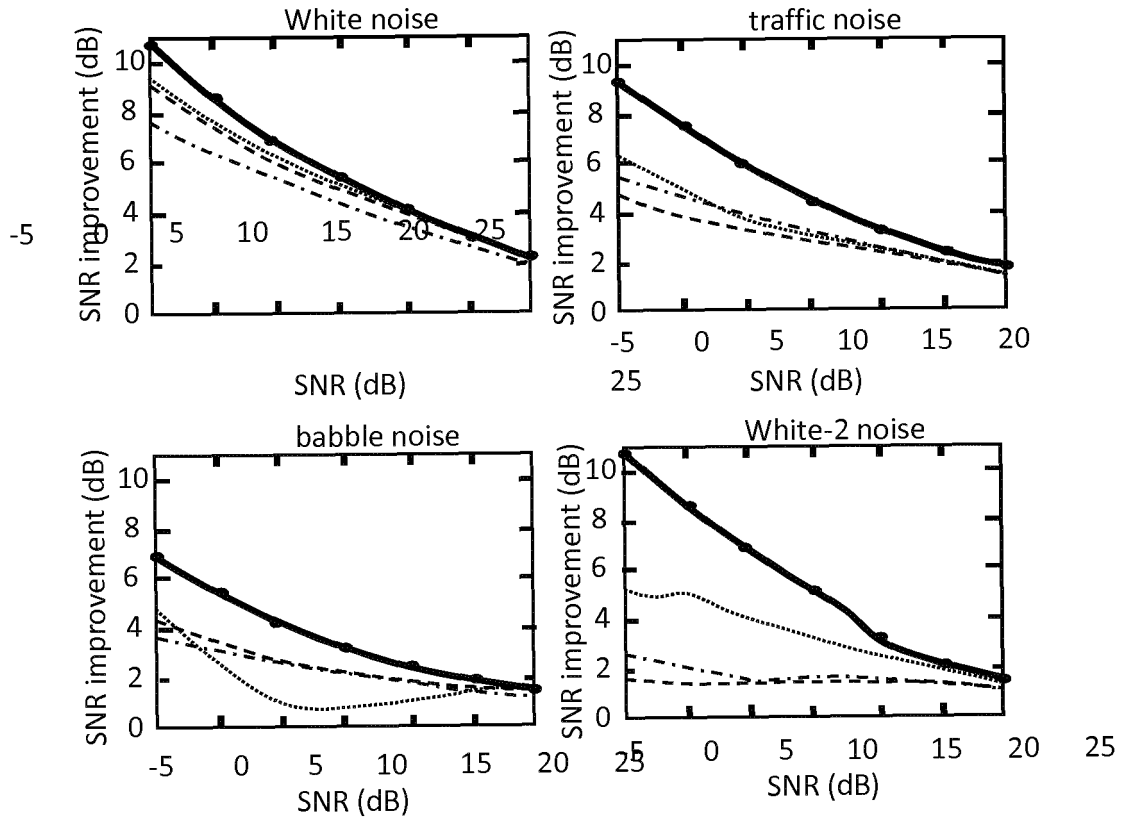 White noise
SNR improvement (dB)
10
8
6
4
2
0
-5 0 5 10 15 20 25
SNR (dB)
traffic noise
SNR improvement (dB)
10
8
6
4
2
0
-5 0 5 10 15 20
25
SNR (dB)
babble noise
SNR improvement (dB)
10
8
6
4
2
0
-5 0 5 10 15 20
25
SNR (dB)
White-2 noise
SNR improvement (dB)
10
8
6
4
2
0
-5 0 5 10 15 20 25
SNR (dB)